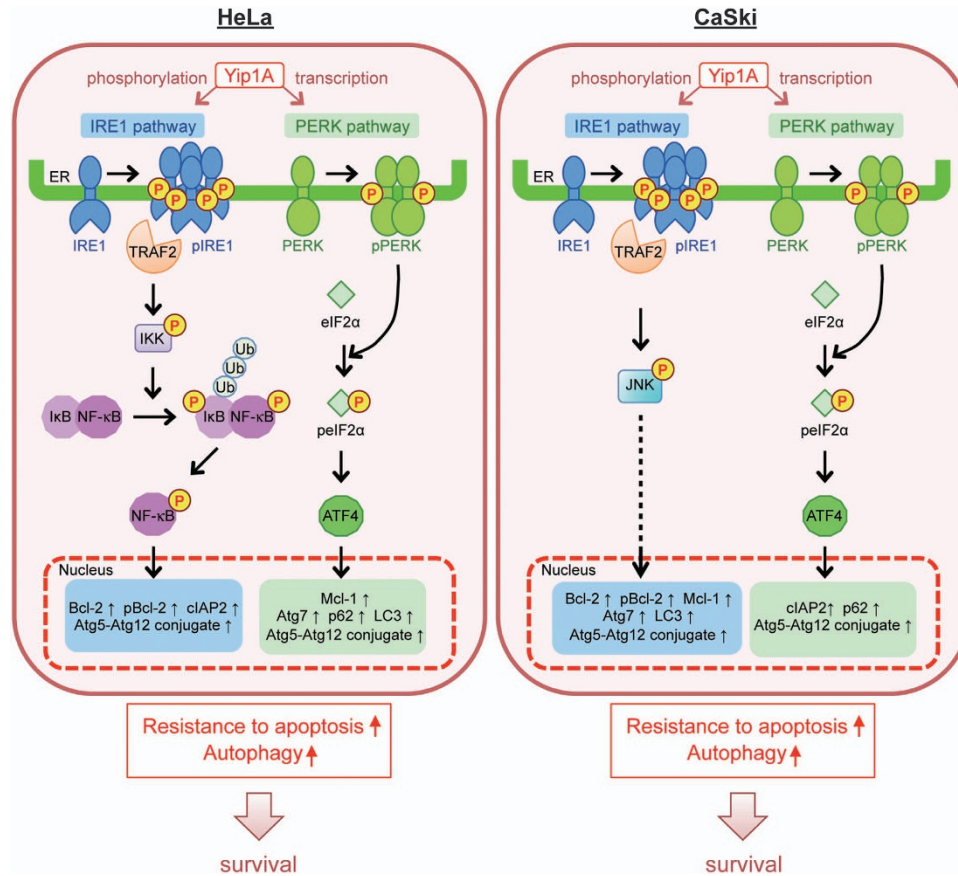 HeLa
phosphorylation Yip1A transcription
IRE1 pathway
PERK pathway
ER
P P P P
P P
IRE1
pIRE1
PERK
pPERK
TRAF2
IKK P
eIF2α
Ub
Ub
Ub
IκB NF-κB
P IκB NF-κB P
P
peIF2α
NF-κB P
ATF4
Nucleus
Bcl-2 ↑ pBcl-2 ↑ cIAP2 ↑
Atg5-Atg12 conjugate ↑
Mcl-1 ↑
Atg7 ↑ p62 ↑ LC3 ↑
Atg5-Atg12 conjugate ↑
Resistance to apoptosis ↑
Autophagy ↑
survival
CaSki
phosphorylation Yip1A transcription
IRE1 pathway
PERK pathway
ER
P P P P
P P
IRE1
pIRE1
PERK
pPERK
TRAF2
eIF2α
JNK P
P
peIF2α
ATF4
Nucleus
Bcl-2 ↑ pBcl-2 ↑ Mcl-1 ↑
Atg7 ↑ LC3 ↑
Atg5-Atg12 conjugate ↑
cIAP2↑ p62 ↑
Atg5-Atg12 conjugate ↑
Resistance to apoptosis ↑
Autophagy ↑
survival